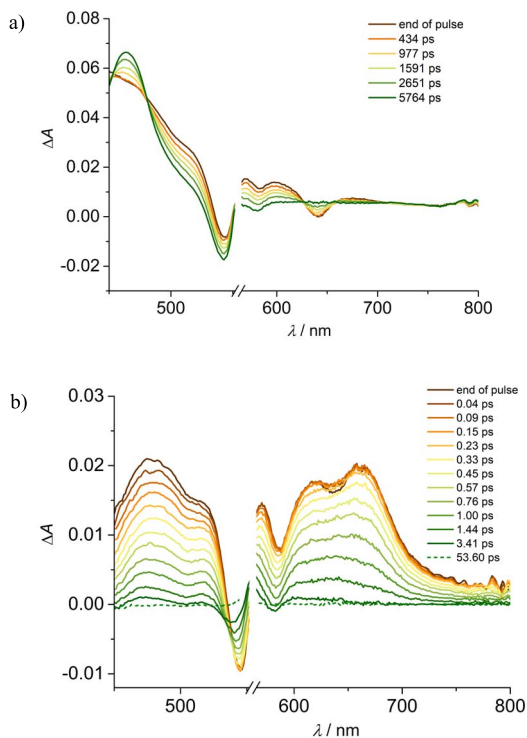 a)
0.08
0.06
0.04
0.02
0.00
-0.02
ΔA
end of pulse
434 ps
977 ps
1591 ps
2651 ps
5764 ps
500 600 700 800
λ / nm
b)
0.03
0.02
0.01
0.00
-0.01
ΔA
end of pulse
0.04 ps
0.09 ps
0.15 ps
0.23 ps
0.33 ps
0.45 ps
0.57 ps
0.76 ps
1.00 ps
1.44 ps
3.41 ps
53.60 ps
500 600 700 800
λ / nm